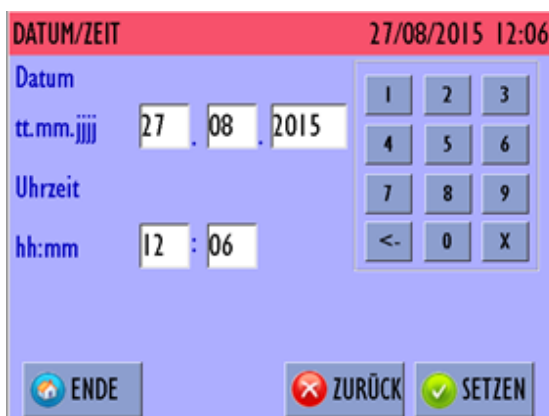 DATUM/ZEIT 27/08/2015 12:06
Datum
tt.mm.jjjj 27 . 08 . 2015
Uhrzeit
hh:mm 12 : 06
1 2 3
4 5 6
7 8 9
<- 0 X
ENDE ZURÜCK SETZEN